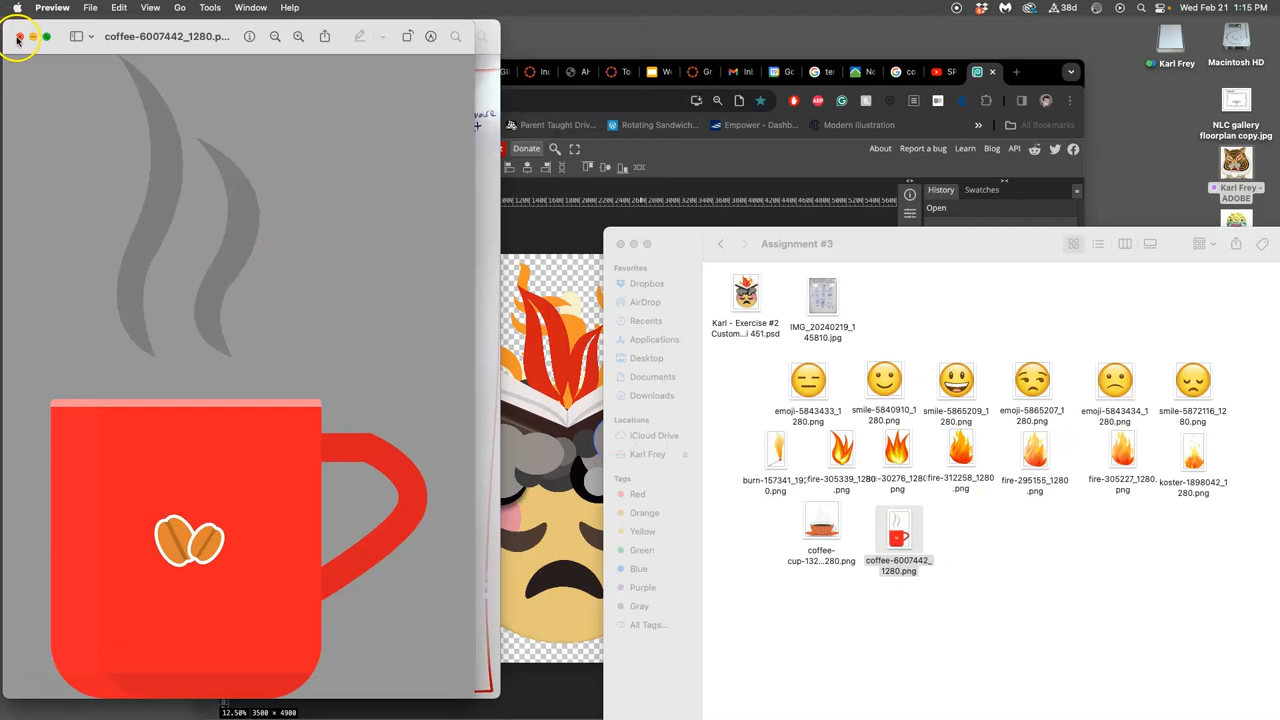 Preview File Edit View Go Tools Window Help 38d Wed Feb 21 1:15 PM
coffee-6007442_1280.p...
Karl Frey
Macintosh HD
NLC gallery
floorplan copy.jpg
Karl Frey -
ADOBE
Parent Taught Driv...
Rotating Sandwich...
Empower - Dashb...
Modern Illustration
All Bookmarks
Donate
About Report a bug Learn Blog API
History Swatches
Open
Assignment #3
Favorites
Dropbox
AirDrop
Recents
Applications
Desktop
Documents
Downloads
Locations
iCloud Drive
Karl Frey
Tags
Red
Orange
Yellow
Green
Blue
Purple
Gray
All Tags...
Karl - Exercise #2
Custom...i 451.psd
IMG_20240219_1
45810.jpg
emoji-5843433_1
280.png
smile-5840910_1
280.png
smile-5865209_1
280.png
emoji-5865207_1
280.png
emoji-5843434_1
280.png
smile-5872116_12
80.png
burn-157341_192
0.png
fire-305339_1280
.png
fire-30276_1280.
png
fire-312258_1280
.png
fire-295155_1280
.png
fire-305227_1280.
png
koster-1898042_1
280.png
coffee-
cup-132...280.png
coffee-6007442_
1280.png
12.50% 3500 × 4900